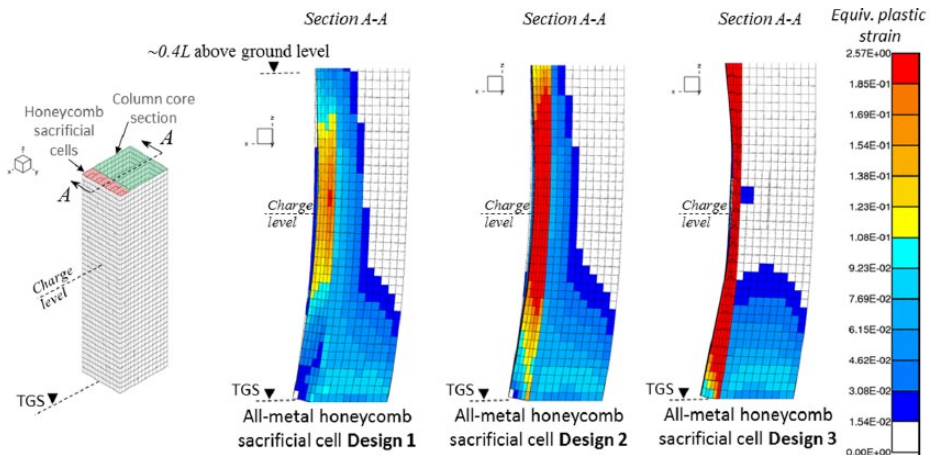 Section A-A
Section A-A
Section A-A
Equiv. plastic
strain
~0.4L above ground level
Honeycomb
sacrificial
cells
Column core
section
A
A
z
x
y
Charge
level
TGS
z
x
Charge
level
TGS
All-metal honeycomb
sacrificial cell Design 1
z
x
Charge
level
TGS
All-metal honeycomb
sacrificial cell Design 2
z
x
Charge
level
TGS
All-metal honeycomb
sacrificial cell Design 3
2.57E+00
1.85E-01
1.54E-01
1.38E-01
1.23E-01
1.08E-01
9.23E-02
7.69E-02
6.15E-02
4.62E-02
3.08E-02
1.54E-02
0.00E+00